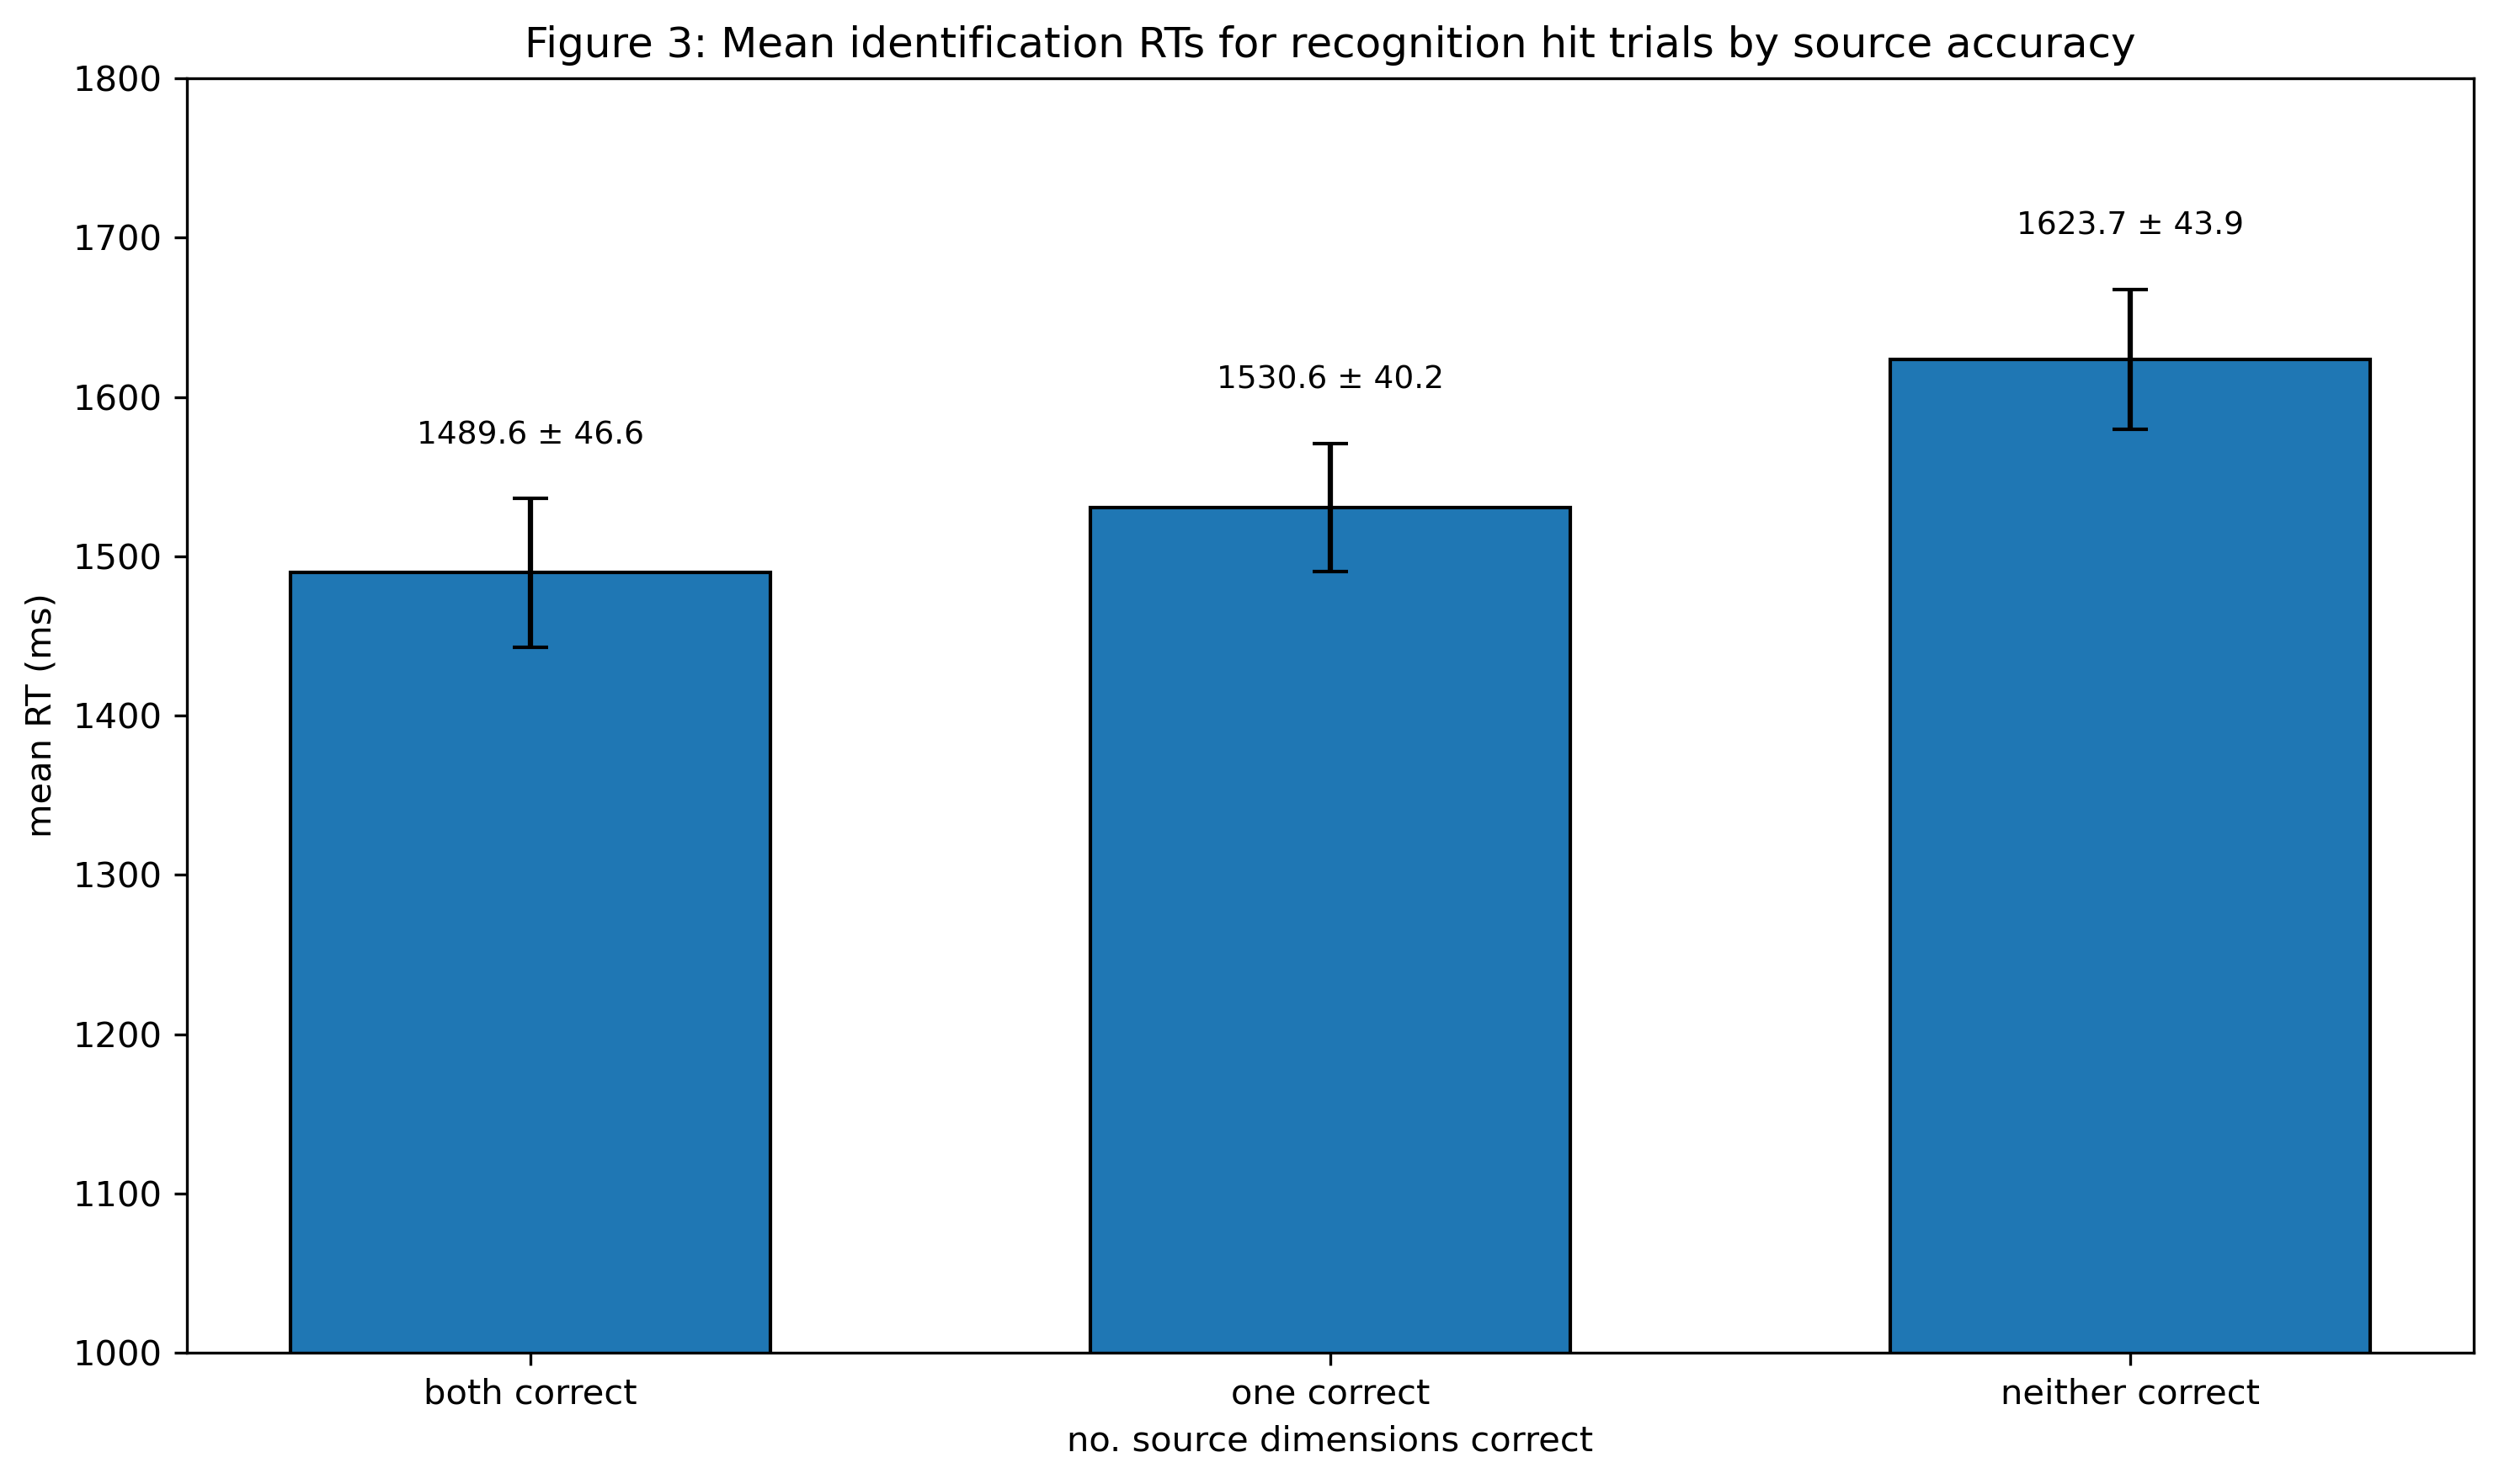 Figure 3: Mean identification RTs for recognition hit trials by source accuracy
1800
1700
1600
1500
1400
1300
1200
1100
1000
mean RT (ms)
1489.6 ± 46.6
1530.6 ± 40.2
1623.7 ± 43.9
both correct
one correct
neither correct
no. source dimensions correct